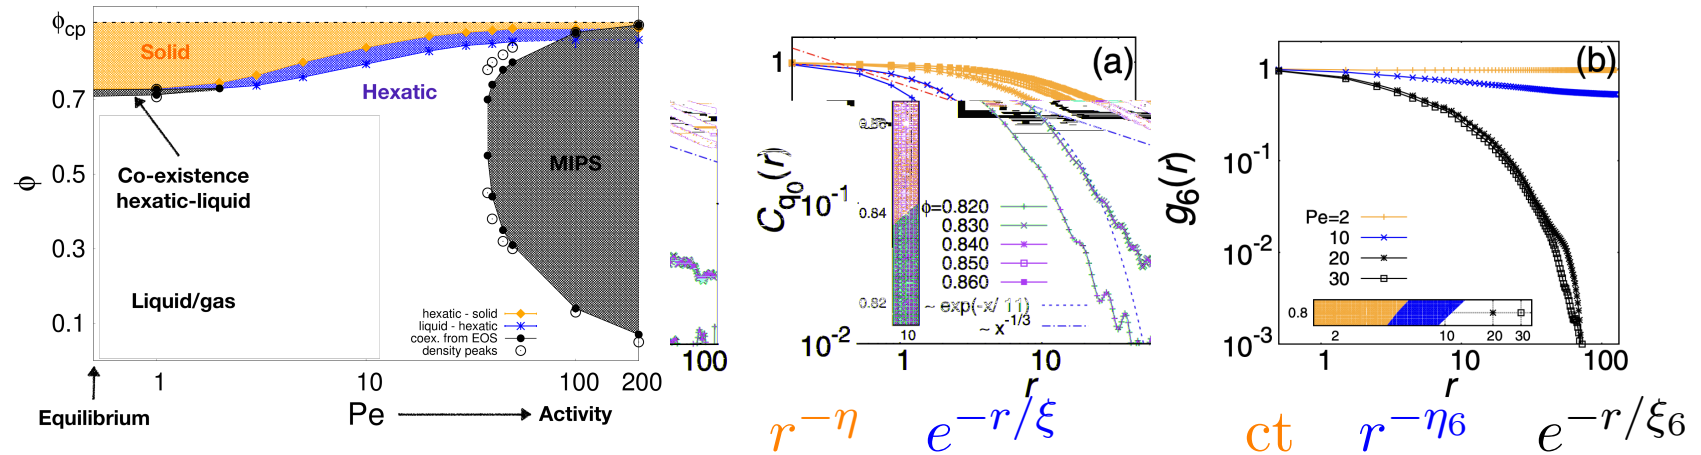 ϕcp
Solid
0.7
Hexatic
Co-existence
hexatic-liquid
MIPS
ϕ
0.5
0.3
0.1
Liquid/gas
hexatic - solid
liquid - hexatic
coex. from EOS
density peaks
1
10
100
200
Equilibrium
Pe
Activity
100
(a)
1
10-1
10-2
Cq0(r)
0.86
0.84
0.82
10
ϕ=0.820
0.830
0.840
0.850
0.860
~ exp(-x/ 11)
~ x-1/3
1
10
r
r−η
e−r/ξ
(b)
1
10-1
10-2
10-3
g6(r)
Pe=2
10
20
30
0.8
2
10
20
30
1
10
100
r
ct
r−η6
e−r/ξ6